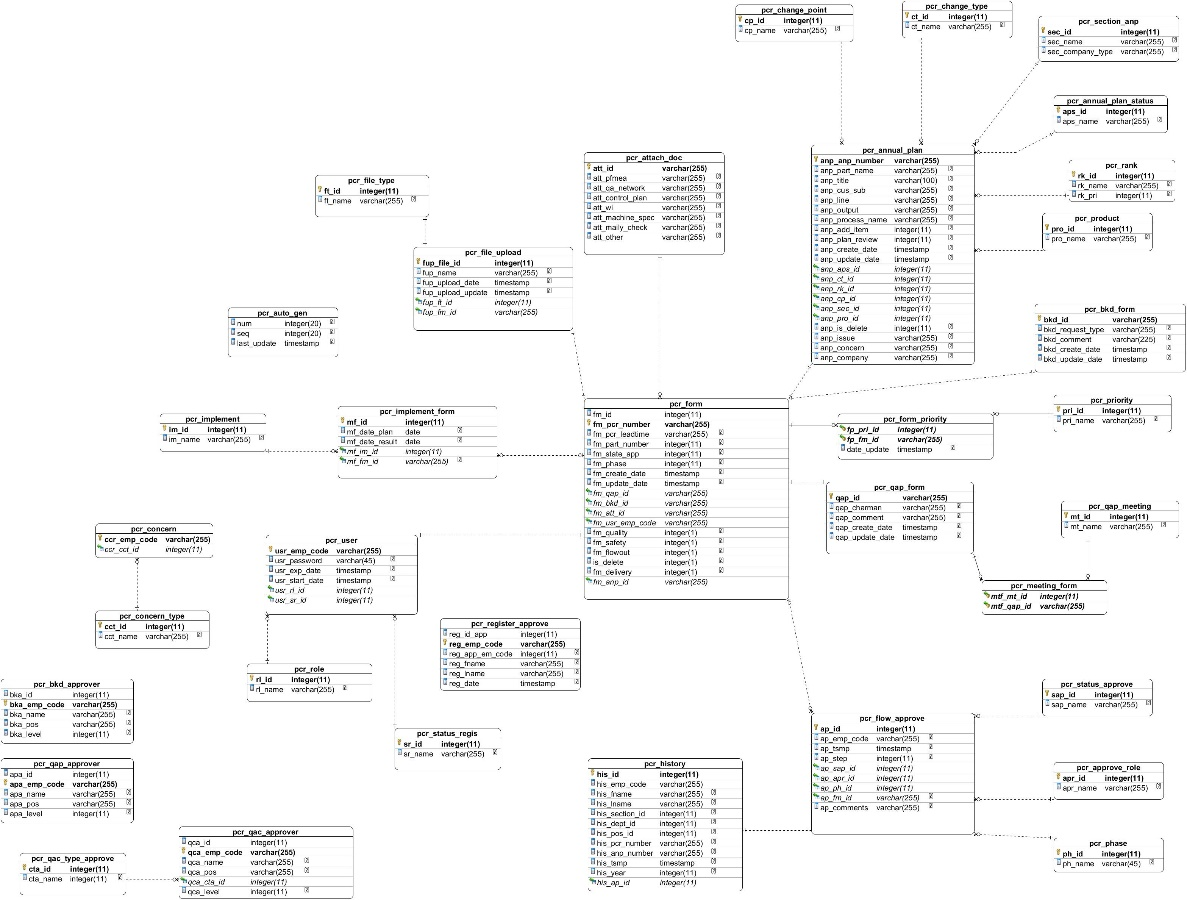 pcr_change_point
cp_id integer(11)
cp_name varchar(255)
pcr_change_type
ct_id integer(11)
ct_name varchar(255)
pcr_section_anp
sec_id integer(11)
sec_name varchar(255)
sec_company_type varchar(255)
pcr_annual_plan_status
aps_id integer(11)
aps_name varchar(255)
pcr_rank
rk_id integer(11)
rk_name varchar(255)
rk_pri integer(11)
pcr_product
pro_id integer(11)
pro_name varchar(255)
pcr_annual_plan
anp_anp_number varchar(255)
anp_part_name varchar(255)
anp_title varchar(100)
anp_cus_sub varchar(255)
anp_line varchar(255)
anp_output varchar(255)
anp_process_name varchar(255)
anp_add_item integer(11)
anp_plan_review integer(11)
anp_create_date timestamp
anp_update_date timestamp
anp_aps_id integer(11)
anp_ct_id integer(11)
anp_rk_id integer(11)
anp_cp_id integer(11)
anp_sec_id integer(11)
anp_pro_id integer(11)
anp_is_delete integer(11)
anp_issue varchar(255)
anp_concern varchar(255)
anp_company varchar(255)
pcr_attach_doc
att_id varchar(255)
att_pfmea varchar(255)
att_qa_network varchar(255)
att_control_plan varchar(255)
att_wi varchar(255)
att_machine_spec varchar(255)
att_maily_check varchar(255)
att_other varchar(255)
pcr_file_type
ft_id integer(11)
ft_name varchar(255)
pcr_file_upload
fup_file_id integer(11)
fup_name varchar(255)
fup_upload_date timestamp
fup_upload_update timestamp
fup_ft_id integer(11)
fup_fm_id varchar(255)
pcr_auto_gen
num integer(20)
seq integer(20)
last_update timestamp
pcr_bkd_form
bkd_id varchar(255)
bkd_request_type varchar(255)
bkd_comment varchar(225)
bkd_create_date timestamp
bkd_update_date timestamp
pcr_implement
im_id integer(11)
im_name varchar(255)
pcr_implement_form
mf_id integer(11)
mf_date_plan date
mf_date_result date
mf_im_id integer(11)
mf_fm_id varchar(255)
pcr_form
fm_id integer(11)
fm_pcr_number varchar(255)
fm_pcr_leadtime varchar(255)
fm_part_number integer(11)
fm_state_app integer(11)
fm_phase integer(11)
fm_create_date timestamp
fm_update_date timestamp
fm_qap_id varchar(255)
fm_bkd_id varchar(255)
fm_att_id varchar(255)
fm_usr_emp_code varchar(255)
fm_quality integer(1)
fm_safety integer(1)
fm_flowout integer(1)
is_delete integer(1)
fm_delivery integer(1)
fm_anp_id varchar(255)
pcr_form_priority
fp_pri_id integer(11)
fp_fm_id varchar(255)
date_update timestamp
pcr_priority
pri_id integer(11)
pri_name varchar(255)
pcr_qap_form
qap_id varchar(255)
qap_charman varchar(255)
qap_comment varchar(255)
qap_create_date timestamp
qap_update_date timestamp
pcr_qap_meeting
mt_id integer(11)
mt_name varchar(255)
pcr_meeting_form
mtf_mt_id integer(11)
mtf_qap_id varchar(255)
pcr_concern
ccr_emp_code varchar(255)
ccr_cct_id integer(11)
pcr_concern_type
cct_id integer(11)
cct_name varchar(255)
pcr_user
usr_emp_code varchar(255)
usr_password varchar(45)
usr_exp_date timestamp
usr_start_date timestamp
usr_rl_id integer(11)
usr_sr_id integer(11)
pcr_register_approve
reg_id_app integer(11)
reg_emp_code varchar(255)
reg_app_em_code integer(11)
reg_fname varchar(255)
reg_lname varchar(255)
reg_date timestamp
pcr_role
rl_id integer(11)
rl_name varchar(255)
pcr_status_regis
sr_id integer(11)
sr_name varchar(255)
pcr_bkd_approver
bka_id integer(11)
bka_emp_code varchar(255)
bka_name varchar(255)
bka_pos varchar(255)
bka_level integer(11)
pcr_qap_approver
apa_id integer(11)
apa_emp_code varchar(255)
apa_name varchar(255)
apa_pos varchar(255)
apa_level integer(11)
pcr_qac_type_approve
cta_id integer(11)
cta_name integer(11)
pcr_qac_approver
qca_id integer(11)
qca_emp_code varchar(255)
qca_name varchar(255)
qca_pos varchar(255)
qca_cta_id integer(11)
qca_level integer(11)
pcr_history
his_id integer(11)
his_emp_code varchar(255)
his_fname varchar(255)
his_lname varchar(255)
his_section_id integer(11)
his_dept_id integer(11)
his_pos_id integer(11)
his_pcr_number varchar(255)
his_anp_number varchar(255)
his_tsmp timestamp
his_year integer(11)
his_ap_id integer(11)
pcr_flow_approve
ap_id integer(11)
ap_emp_code varchar(255)
ap_tsmp timestamp
ap_step integer(11)
ap_sap_id integer(11)
ap_apr_id integer(11)
ap_ph_id integer(11)
ap_fm_id varchar(255)
ap_comments varchar(255)
pcr_status_approve
sap_id integer(11)
sap_name varchar(255)
pcr_approve_role
apr_id integer(11)
apr_name varchar(255)
pcr_phase
ph_id integer(11)
ph_name varchar(45)